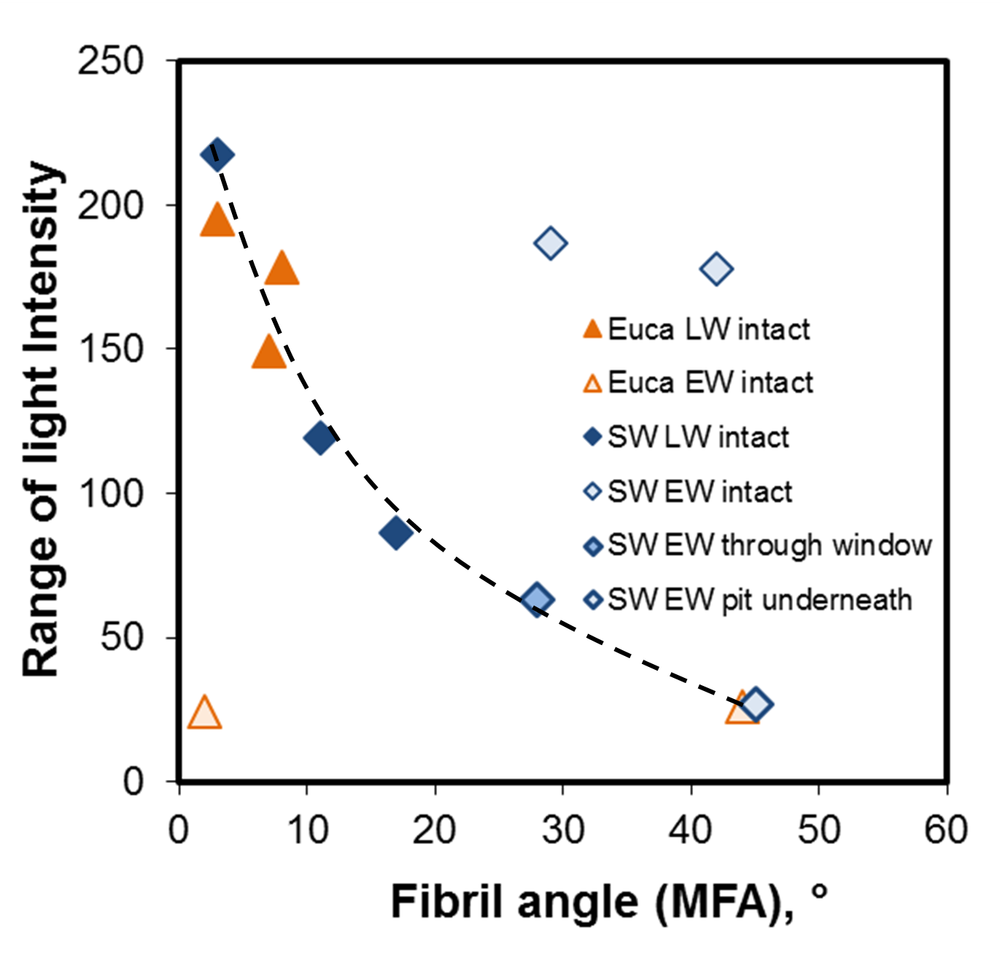 250
200
150
100
50
0
Range of light Intensity
Euca LW intact
Euca EW intact
SW LW intact
SW EW intact
SW EW through window
SW EW pit underneath
0 10 20 30 40 50 60
Fibril angle (MFA), °